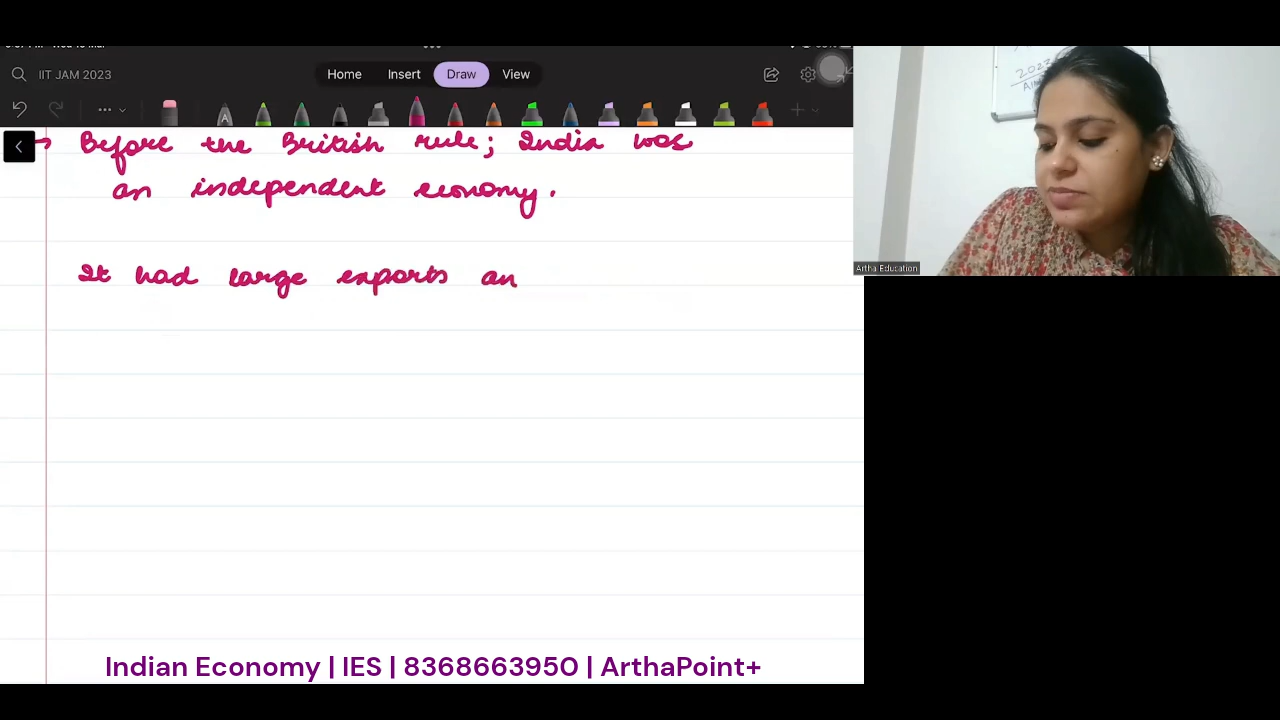 IIT JAM 2023
Home Insert Draw View
Before the British rule; India was
an independent economy.
It had large exports an
Artha Education
Indian Economy | IES | 8368663950 | ArthaPoint+